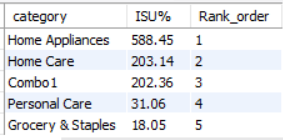 category ISU% Rank_order
Home Appliances 588.45 1
Home Care 203.14 2
Combo1 202.36 3
Personal Care 31.06 4
Grocery & Staples 18.05 5